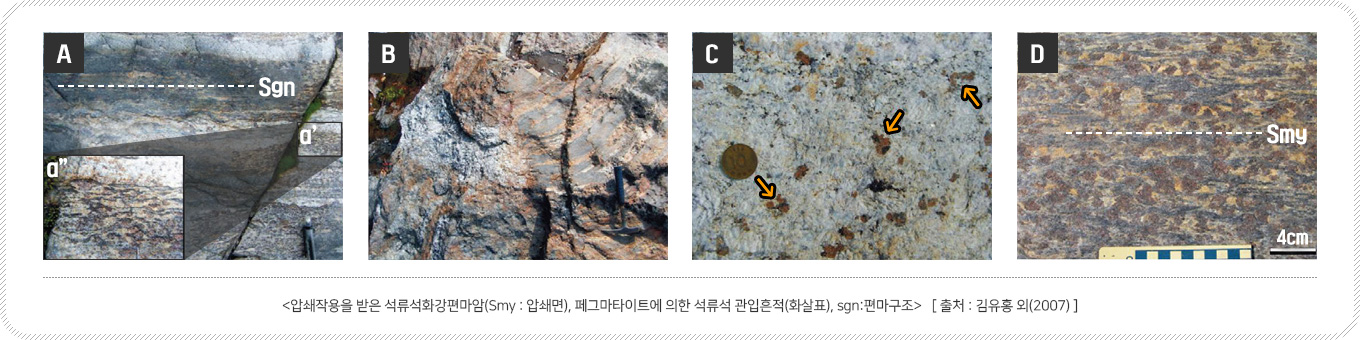 A
Sgn
a'
a"
B
C
D
Smy
4cm
<압쇄작용을 받은 석류석화강편마암(Smy : 압쇄면), 페그마타이트에 의한 석류석 관입흔적(화살표), sgn:편마구조> [ 출처 : 김유홍 외(2007) ]